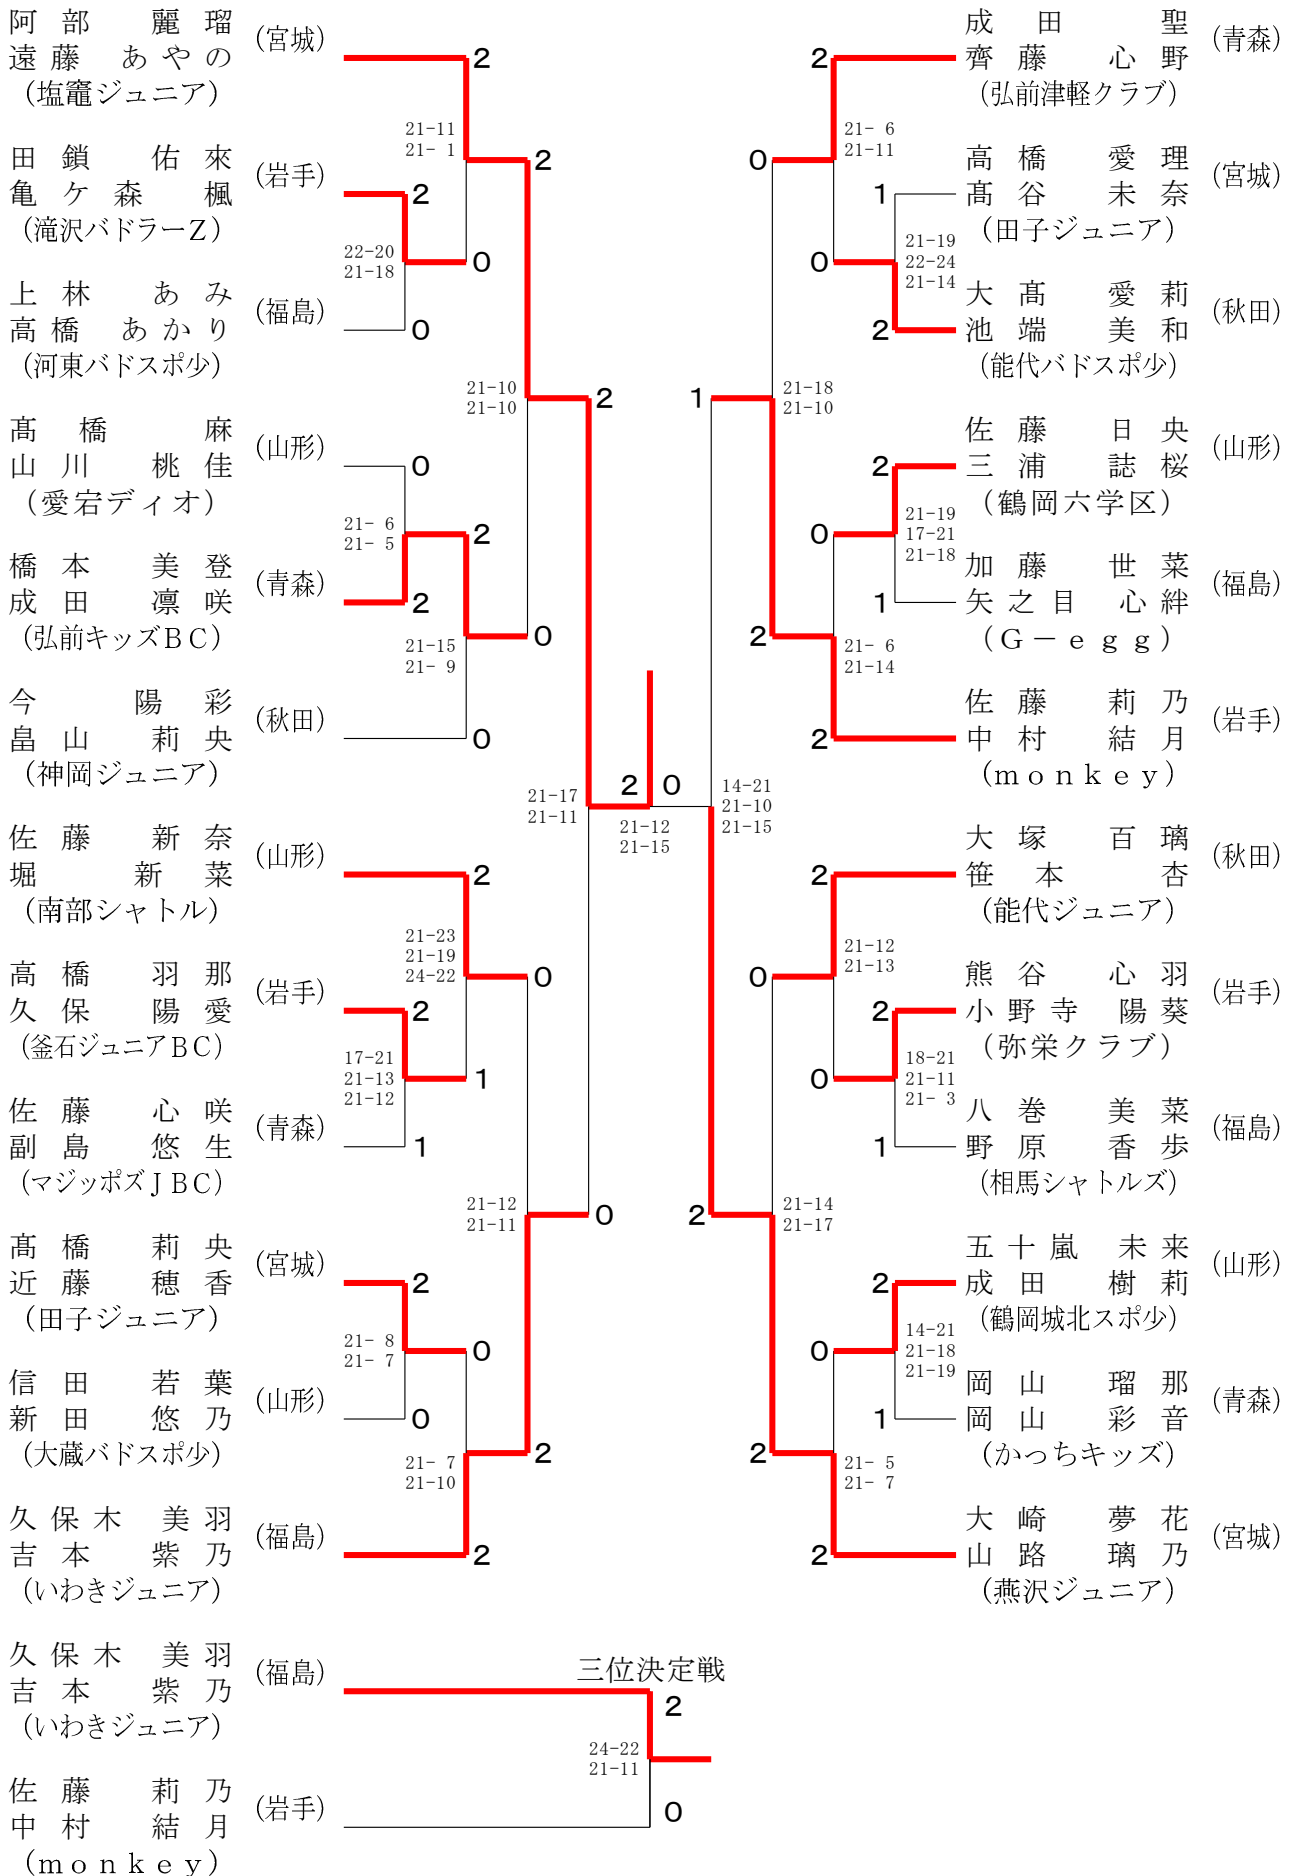 阿部 麗瑠
遠藤 あやの
(宮城)
(塩竈ジュニア)
2
21-11
21- 1
2
田鎖 佑來
亀ケ森 楓
(岩手)
(滝沢バドラーZ)
2
22-20
21-18
0
上林 あみ
高橋 あかり
(福島)
(河東バドスポ少)
0
21-10
21-10
2
髙橋 麻
山川 桃佳
(山形)
(愛宕ディオ)
0
21- 6
21- 5
2
橋本 美登
成田 凛咲
(青森)
(弘前キッズBC)
2
21-15
21- 9
0
今 陽彩
畠山 莉央
(秋田)
(神岡ジュニア)
0
21-17
21-11
佐藤 新奈
堀 新菜
(山形)
(南部シャトル)
2
21-23
21-19
24-22
0
高橋 羽那
久保 陽愛
(岩手)
(釜石ジュニアBC)
2
17-21
21-13
21-12
1
佐藤 心咲
副島 悠生
(青森)
(マジッポズJBC)
1
21-12
21-11
0
髙橋 莉央
近藤 穂香
(宮城)
(田子ジュニア)
2
21- 8
21- 7
0
信田 若葉
新田 悠乃
(山形)
(大蔵バドスポ少)
0
21- 7
21-10
2
久保木 美羽
吉本 紫乃
(福島)
(いわきジュニア)
2
2 0
21-12
21-15
成田 聖
齊藤 心野
(青森)
(弘前津軽クラブ)
2
21- 6
21-11
0
高橋 愛理
髙谷 未奈
(宮城)
(田子ジュニア)
1
21-19
22-24
21-14
0
大髙 愛莉
池端 美和
(秋田)
(能代バドスポ少)
2
21-18
21-10
1
佐藤 日央
三浦 誌桜
(山形)
(鶴岡六学区)
2
21-19
17-21
21-18
0
加藤 世菜
矢之目 心絆
(福島)
(G-egg)
1
21- 6
21-14
2
佐藤 莉乃
中村 結月
(岩手)
(monkey)
2
14-21
21-10
21-15
大塚 百璃
笹本 杏
(秋田)
(能代ジュニア)
2
21-12
21-13
0
熊谷 心羽
小野寺 陽葵
(岩手)
(弥栄クラブ)
2
18-21
21-11
21- 3
0
八巻 美菜
野原 香歩
(福島)
(相馬シャトルズ)
1
21-14
21-17
2
五十嵐 未来
成田 樹莉
(山形)
(鶴岡城北スポ少)
2
14-21
21-18
21-19
0
岡山 瑠那
岡山 彩音
(青森)
(かっちキッズ)
1
21- 5
21- 7
2
大崎 夢花
山路 璃乃
(宮城)
(燕沢ジュニア)
2
三位決定戦
久保木 美羽
吉本 紫乃
(福島)
(いわきジュニア)
2
24-22
21-11
佐藤 莉乃
中村 結月
(岩手)
(monkey)
0